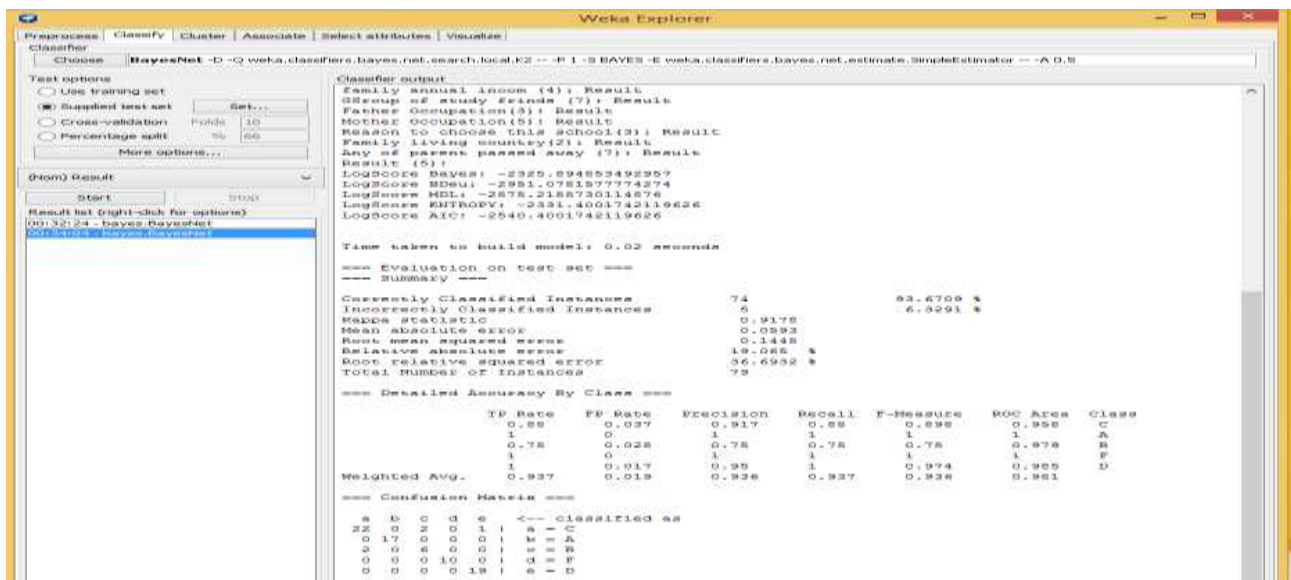 Weka Explorer
Preprocess Classify Cluster Associate Select attributes Visualize
Classifier
Choose BayesNet -D -Q weka.classifiers.bayes.net.search.local.K2 -- -P 1 -S BAYES -E weka.classifiers.bayes.net.estimate.SimpleEstimator -- -A 0.5
Test options
Use training set
Supplied test set Set...
Cross-validation Folds 10
Percentage split % 66
More options...
(Nom) Result
Start Stop
Result list (right-click for options)
00:32:24 - bayes.BayesNet
00:34:04 - bayes.BayesNet
Classifier output
family annual incom (4): Result
of study (7): Result
Father Occupation(3): Result
Mother Occupation(5): Result
Reason to choose this school(3): Result
Family living country(2): Result
Any of parent passed away (7): Result
Result (5):
LogScore Bayes: -2325.894853492957
LogScore BDeu: -2951.0781577774274
LogScore MDL: -2878.2188730114876
LogScore ENTROPY: -2331.4001742119626
LogScore AIC: -2540.4001742119626
Time taken to build model: 0.02 seconds
=== Evaluation on test set ===
=== Summary ===
Correctly Classified Instances 74 93.6709 %
Incorrectly Classified Instances 5 6.3291 %
Kappa statistic 0.9178
Mean absolute error 0.0593
Root mean squared error 0.1448
Relative absolute error 19.065 %
Root relative squared error 36.6932 %
Total Number of Instances 79
=== Detailed Accuracy By Class ===
TP Rate FP Rate Precision Recall F-Measure ROC Area Class
0.88 0.037 0.917 0.88 0.898 0.958 C
1 0 1 1 1 1 A
0.75 0.028 0.75 0.75 0.75 0.979 B
1 0 1 1 1 1 F
1 0.017 0.95 1 0.974 0.985 D
Weighted Avg. 0.937 0.019 0.936 0.937 0.936 0.981
=== Confusion Matrix ===
a b c d e <-- classified as
22 0 2 0 1 | a = C
0 17 0 0 0 | b = A
2 0 6 0 0 | c = B
0 0 0 10 0 | d = F
0 0 0 0 19 | e = D